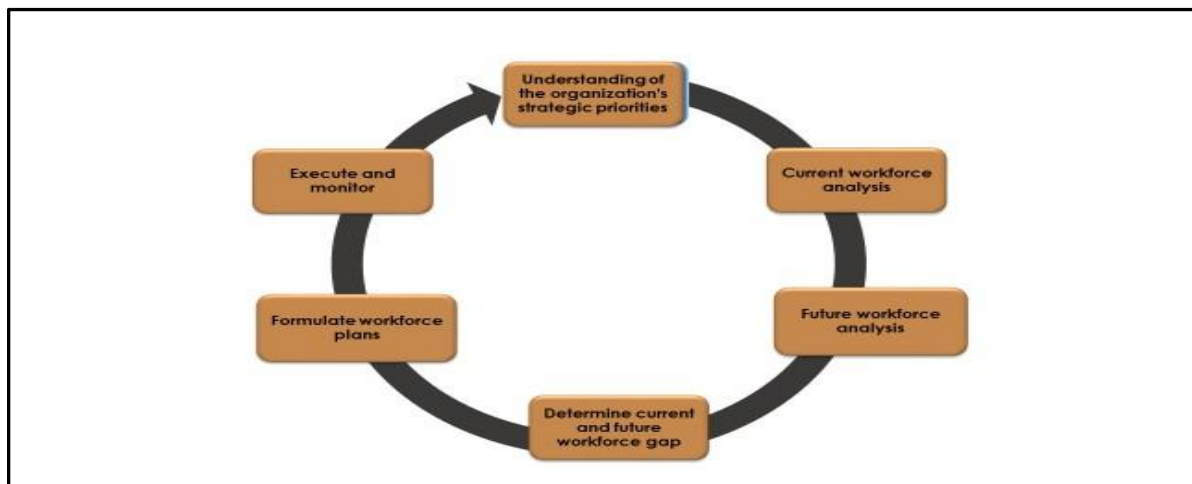 Understanding of
the organization's
strategic priorities
Current workforce
analysis
Future workforce
analysis
Determine current
and future
workforce gap
Formulate workforce
plans
Execute and
monitor